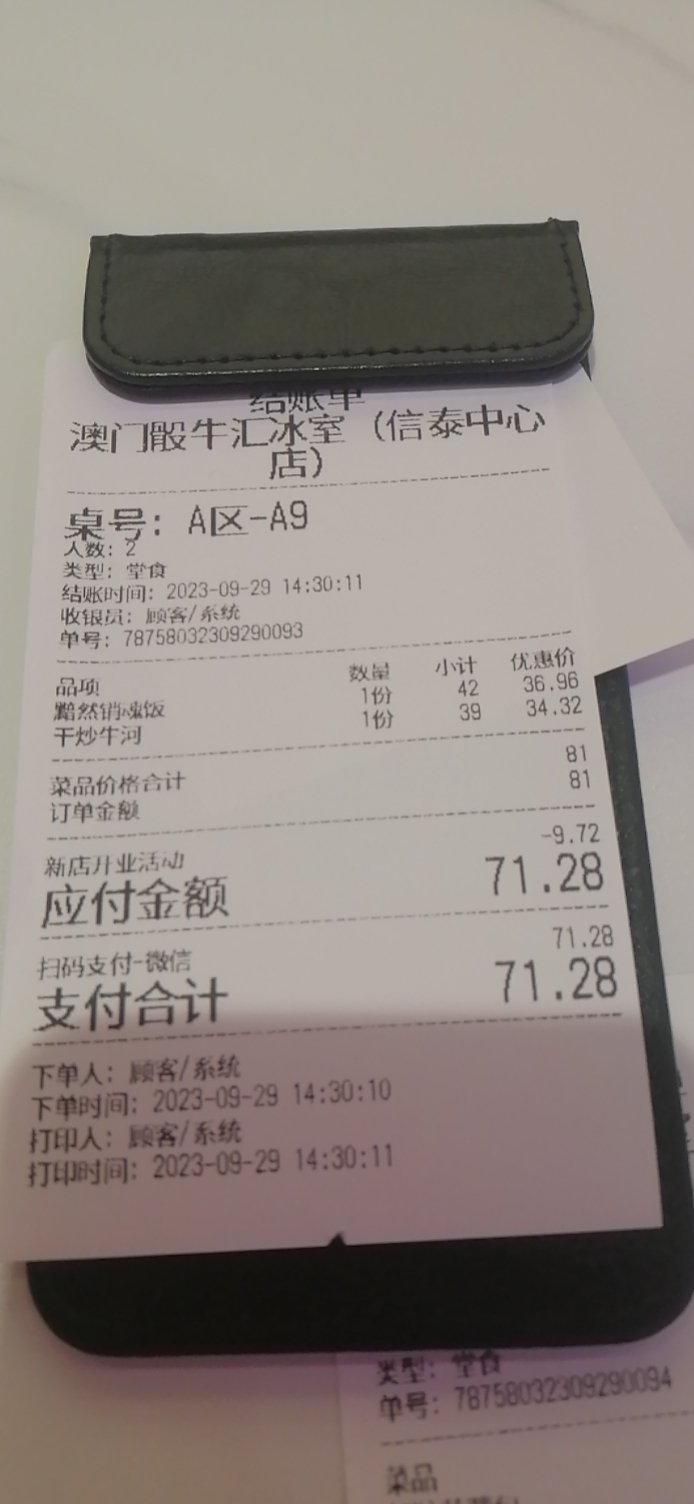 结账单
澳门骰牛汇冰室（信泰中心
店）
桌号：A区-A9
人数：2
类型：堂食
结账时间：2023-09-29 14:30:11
收银员：顾客/系统
单号：78758032309290093
品项 数量 小计 优惠价
黯然销魂饭 1份 42 36.96
干炒牛河 1份 39 34.32
菜品价格合计 81
订单金额 81
新店开业活动 -9.72
应付金额 71.28
扫码支付-微信 71.28
支付合计 71.28
下单人：顾客/系统
下单时间：2023-09-29 14:30:10
打印人：顾客/系统
打印时间：2023-09-29 14:30:11
类型：堂食
单号：78758032309290094
菜品